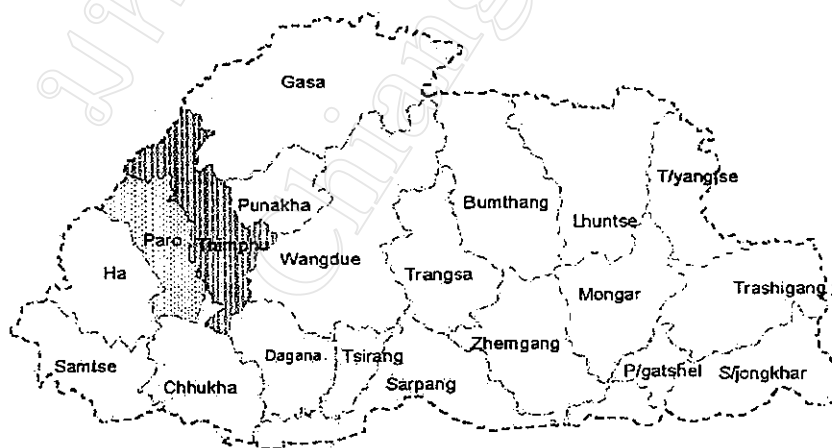 Chiang
Gasa
T/yangtse
Punakha
Bumthang
Lhuntse
Paro
Thimphu
Wangdue
Ha
Trangsa
Mongar
Trashigang
Samtse
Chhukha
Dagana
Tsirang
Sarpang
Zhemgang
P/gatshel
S/jongkhar